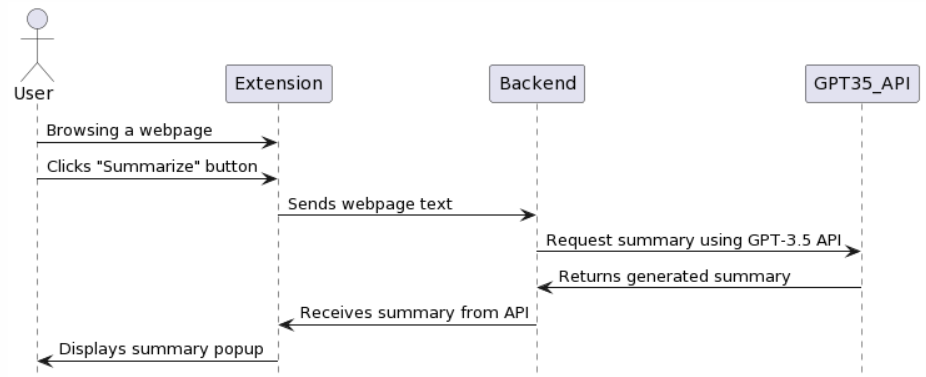 User
Extension
Backend
GPT35_API
Browsing a webpage
Clicks "Summarize" button
Sends webpage text
Request summary using GPT-3.5 API
Returns generated summary
Receives summary from API
Displays summary popup